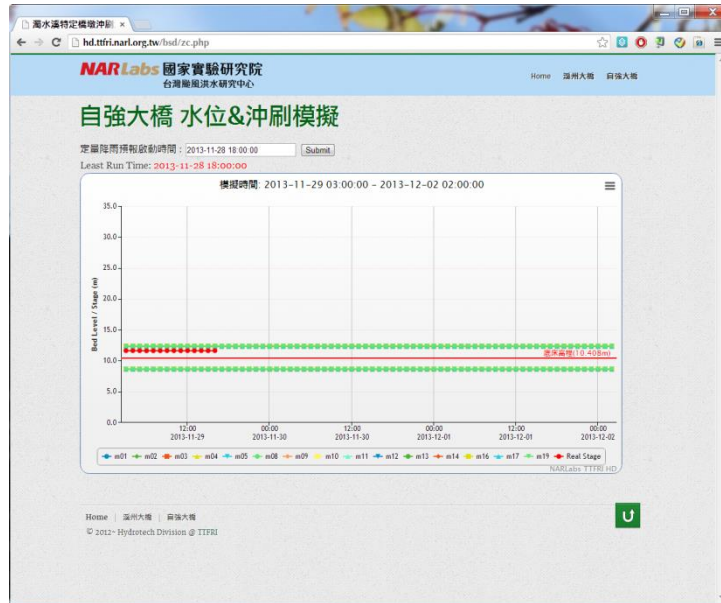 濁水溪特定橋墩沖刷
hd.ttfri.narl.org.tw/bsd/zc.php
NARLabs 國家實驗研究院
台灣颱風洪水研究中心
Home 溪州大橋 自強大橋
自強大橋 水位&沖刷模擬
定量降雨預報啟動時間 : 2013-11-28 18:00:00 Submit
Least Run Time: 2013-11-28 18:00:00
模擬時間: 2013-11-29 03:00:00 - 2013-12-02 02:00:00
Bed Level / Stage (m)
35.0
30.0
25.0
20.0
15.0
10.0
5.0
0.0
渠床高程(10.408m)
12:00 00:00 12:00 00:00 12:00 00:00
2013-11-29 2013-11-30 2013-11-30 2013-12-01 2013-12-01 2013-12-02
m01 m02 m03 m04 m05 m08 m09 m10 m11 m12 m13 m14 m16 m17 m19 Real Stage
NARLabs TTFRI HD
Home | 溪州大橋 | 自強大橋
© 2012- Hydrotech Division @ TTFRI